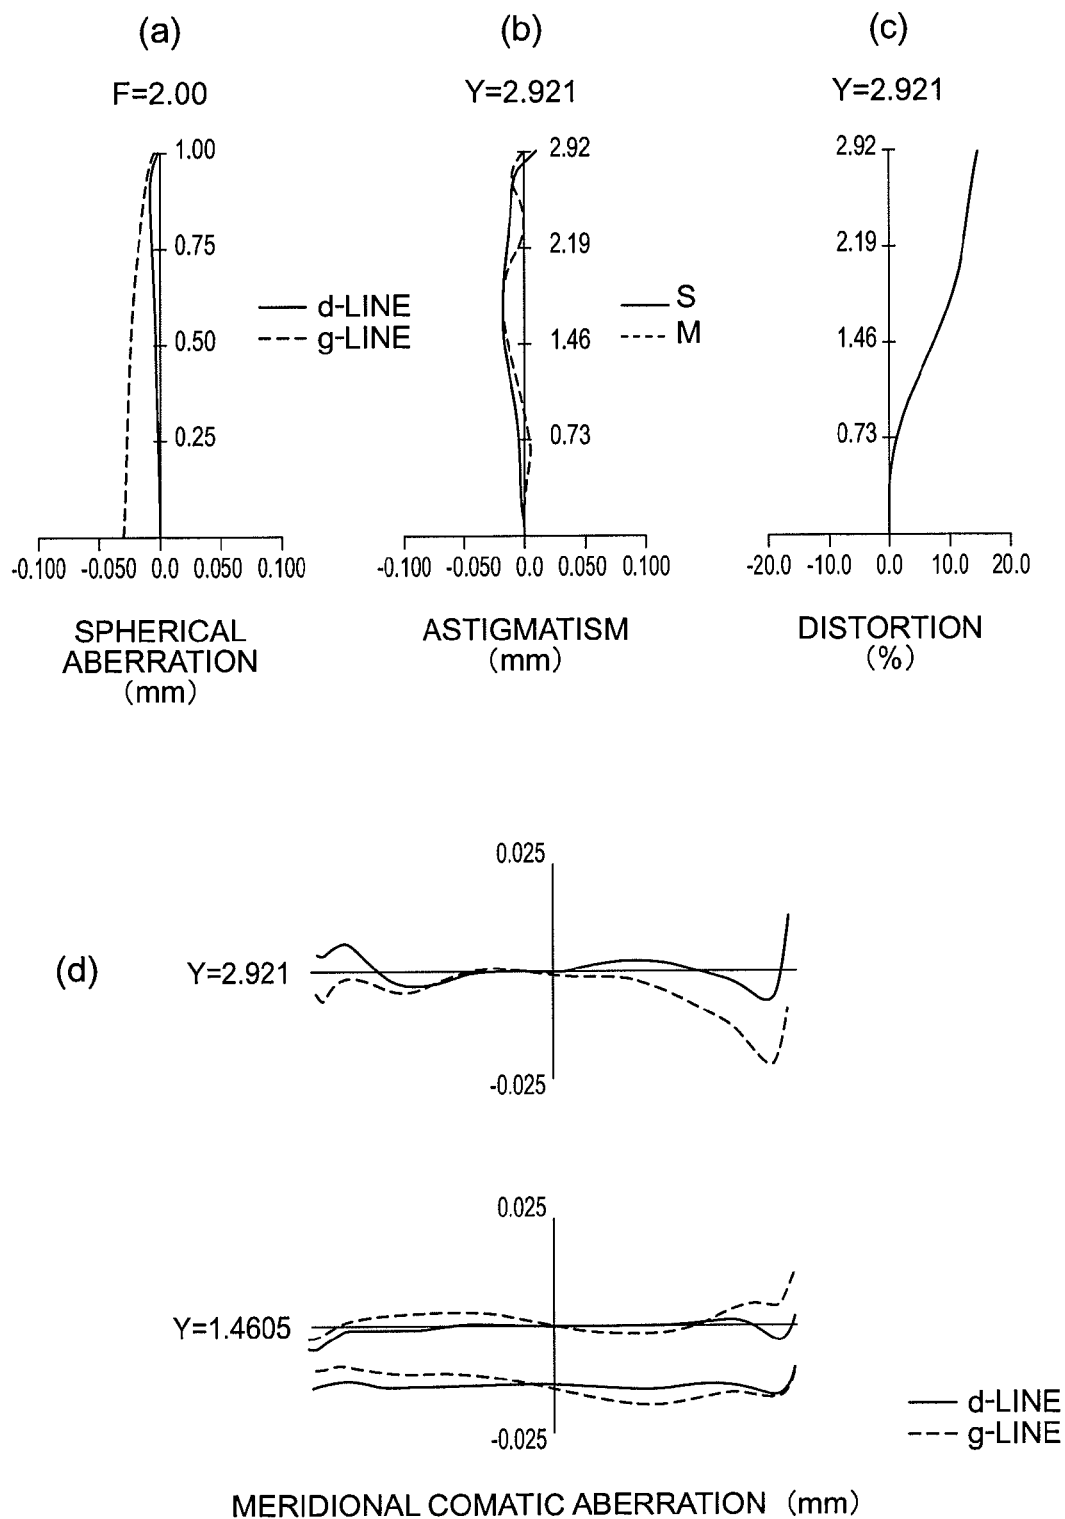 (a)
F=2.00
1.00
0.75
0.50
0.25
-0.100 -0.050 0.0 0.050 0.100
SPHERICAL
ABERRATION
(mm)
d-LINE
g-LINE
(b)
Y=2.921
2.92
2.19
1.46
0.73
-0.100 -0.050 0.0 0.050 0.100
ASTIGMATISM
(mm)
S
M
(c)
Y=2.921
2.92
2.19
1.46
0.73
-20.0 -10.0 0.0 10.0 20.0
DISTORTION
(%)
(d)
0.025
Y=2.921
-0.025
0.025
Y=1.4605
-0.025
d-LINE
g-LINE
MERIDIONAL COMATIC ABERRATION (mm)